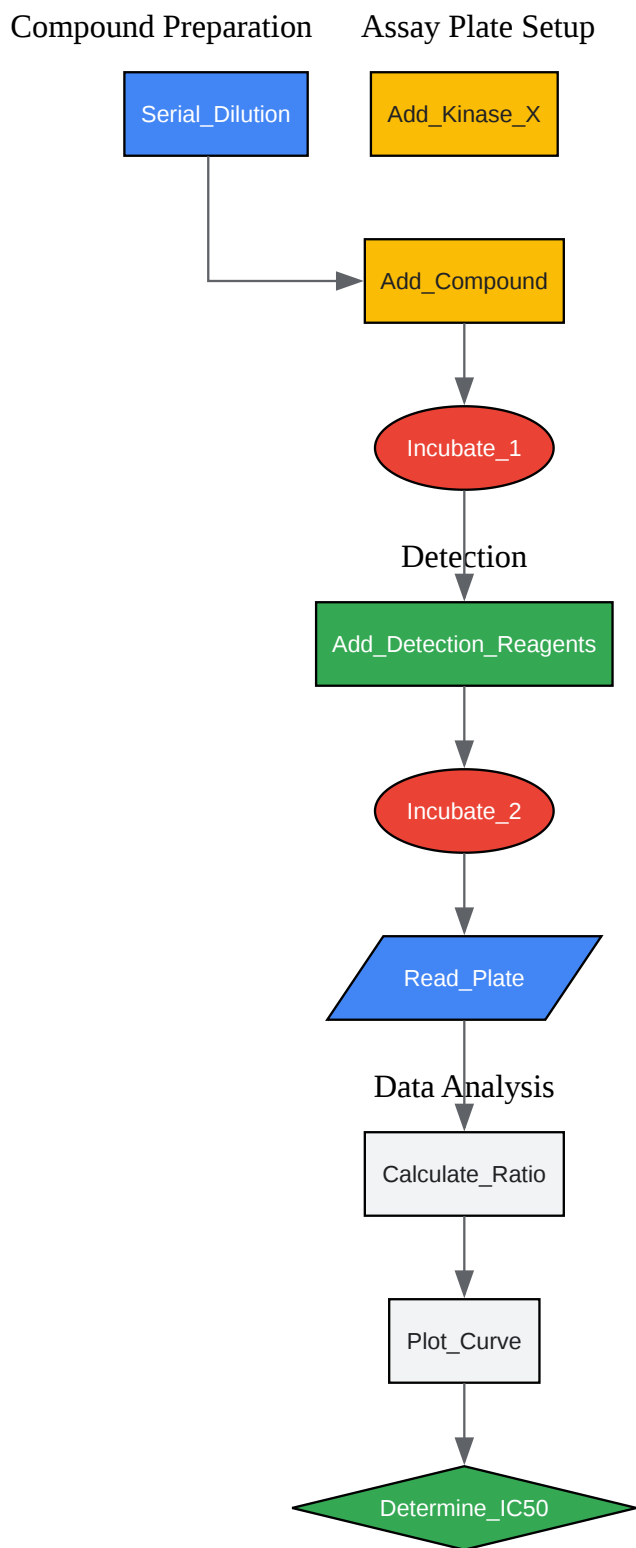 Compound Preparation
Assay Plate Setup
Serial_Dilution
Add_Kinase_X
Add_Compound
Incubate_1
Detection
Add_Detection_Reagents
Incubate_2
Read_Plate
Data Analysis
Calculate_Ratio
Plot_Curve
Determine_IC50